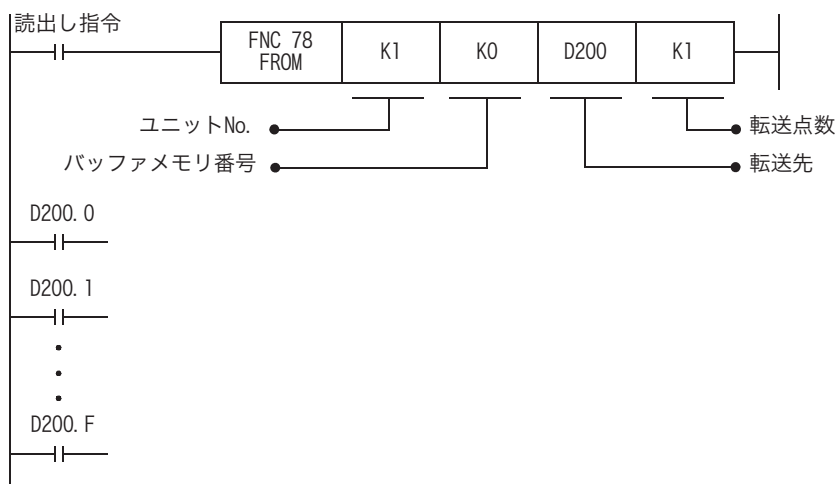 読出し指令
FNC 78
FROM
K1
K0
D200
K1
ユニットNo.
転送点数
バッファメモリ番号
転送先
D200.0
D200.1
D200.F